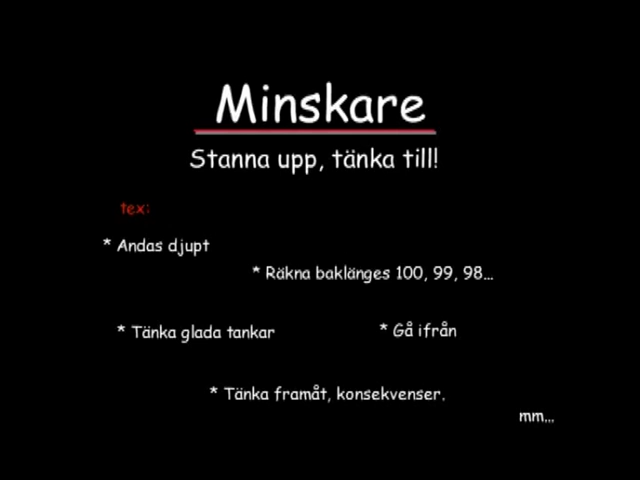 Minskare
Stanna upp, tänka till!
tex:
* Andas djupt
* Räkna baklänges 100, 99, 98...
* Tänka glada tankar
* Gå ifrån
* Tänka framåt, konsekvenser.
mm...